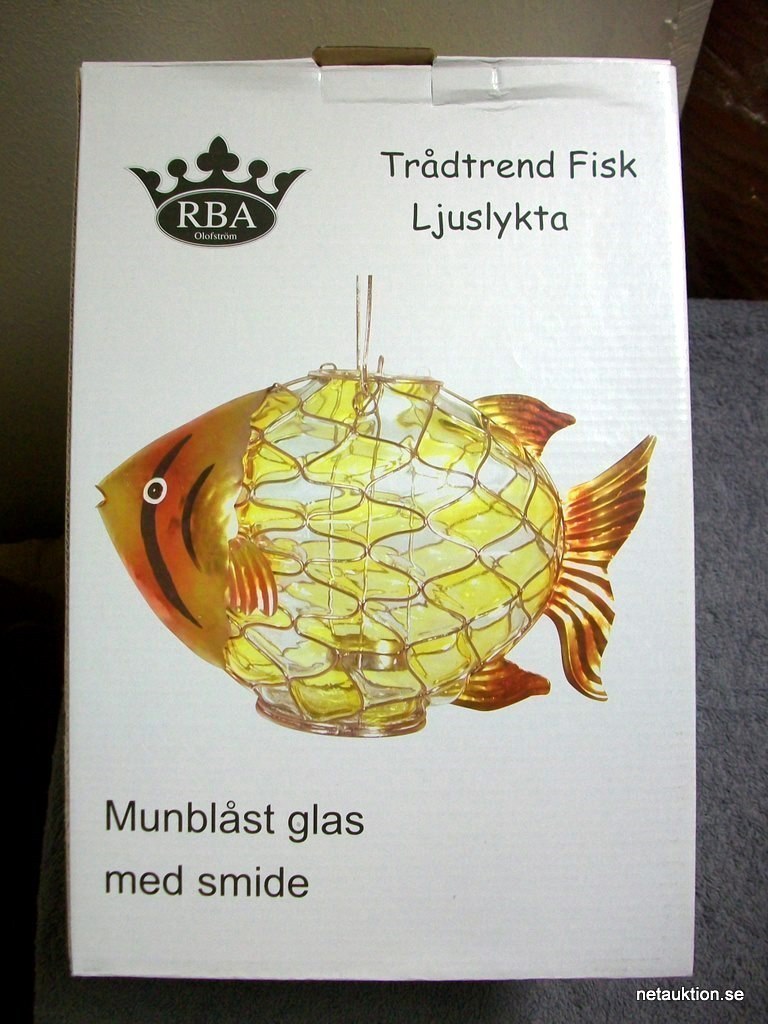 RBA
Olofström
Trådtrend Fisk
Ljuslykta
Munblåst glas
med smide
netauktion.se